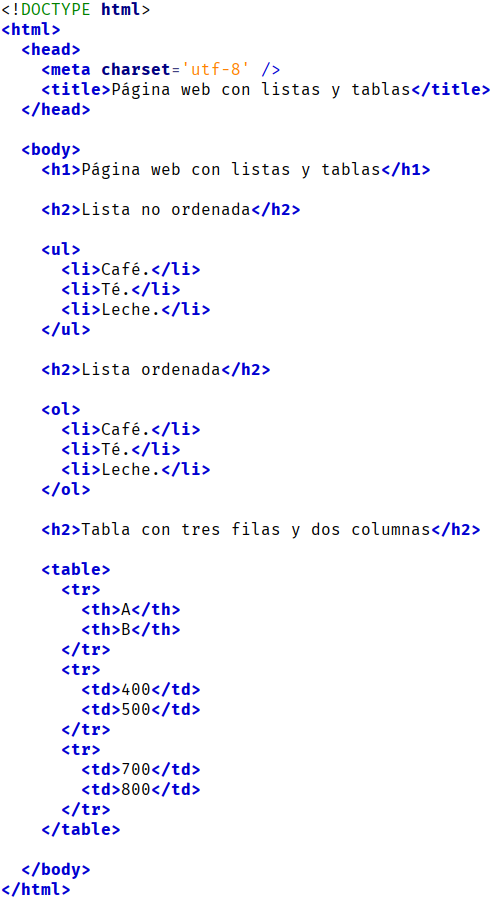 <!DOCTYPE html>
<html>
  <head>
    <meta charset='utf-8' />
    <title>Página web con listas y tablas</title>
  </head>

  <body>
    <h1>Página web con listas y tablas</h1>

    <h2>Lista no ordenada</h2>

    <ul>
      <li>Café.</li>
      <li>Té.</li>
      <li>Leche.</li>
    </ul>

    <h2>Lista ordenada</h2>

    <ol>
      <li>Café.</li>
      <li>Té.</li>
      <li>Leche.</li>
    </ol>

    <h2>Tabla con tres filas y dos columnas</h2>

    <table>
      <tr>
        <th>A</th>
        <th>B</th>
      </tr>
      <tr>
        <td>400</td>
        <td>500</td>
      </tr>
      <tr>
        <td>700</td>
        <td>800</td>
      </tr>
    </table>

  </body>
</html>